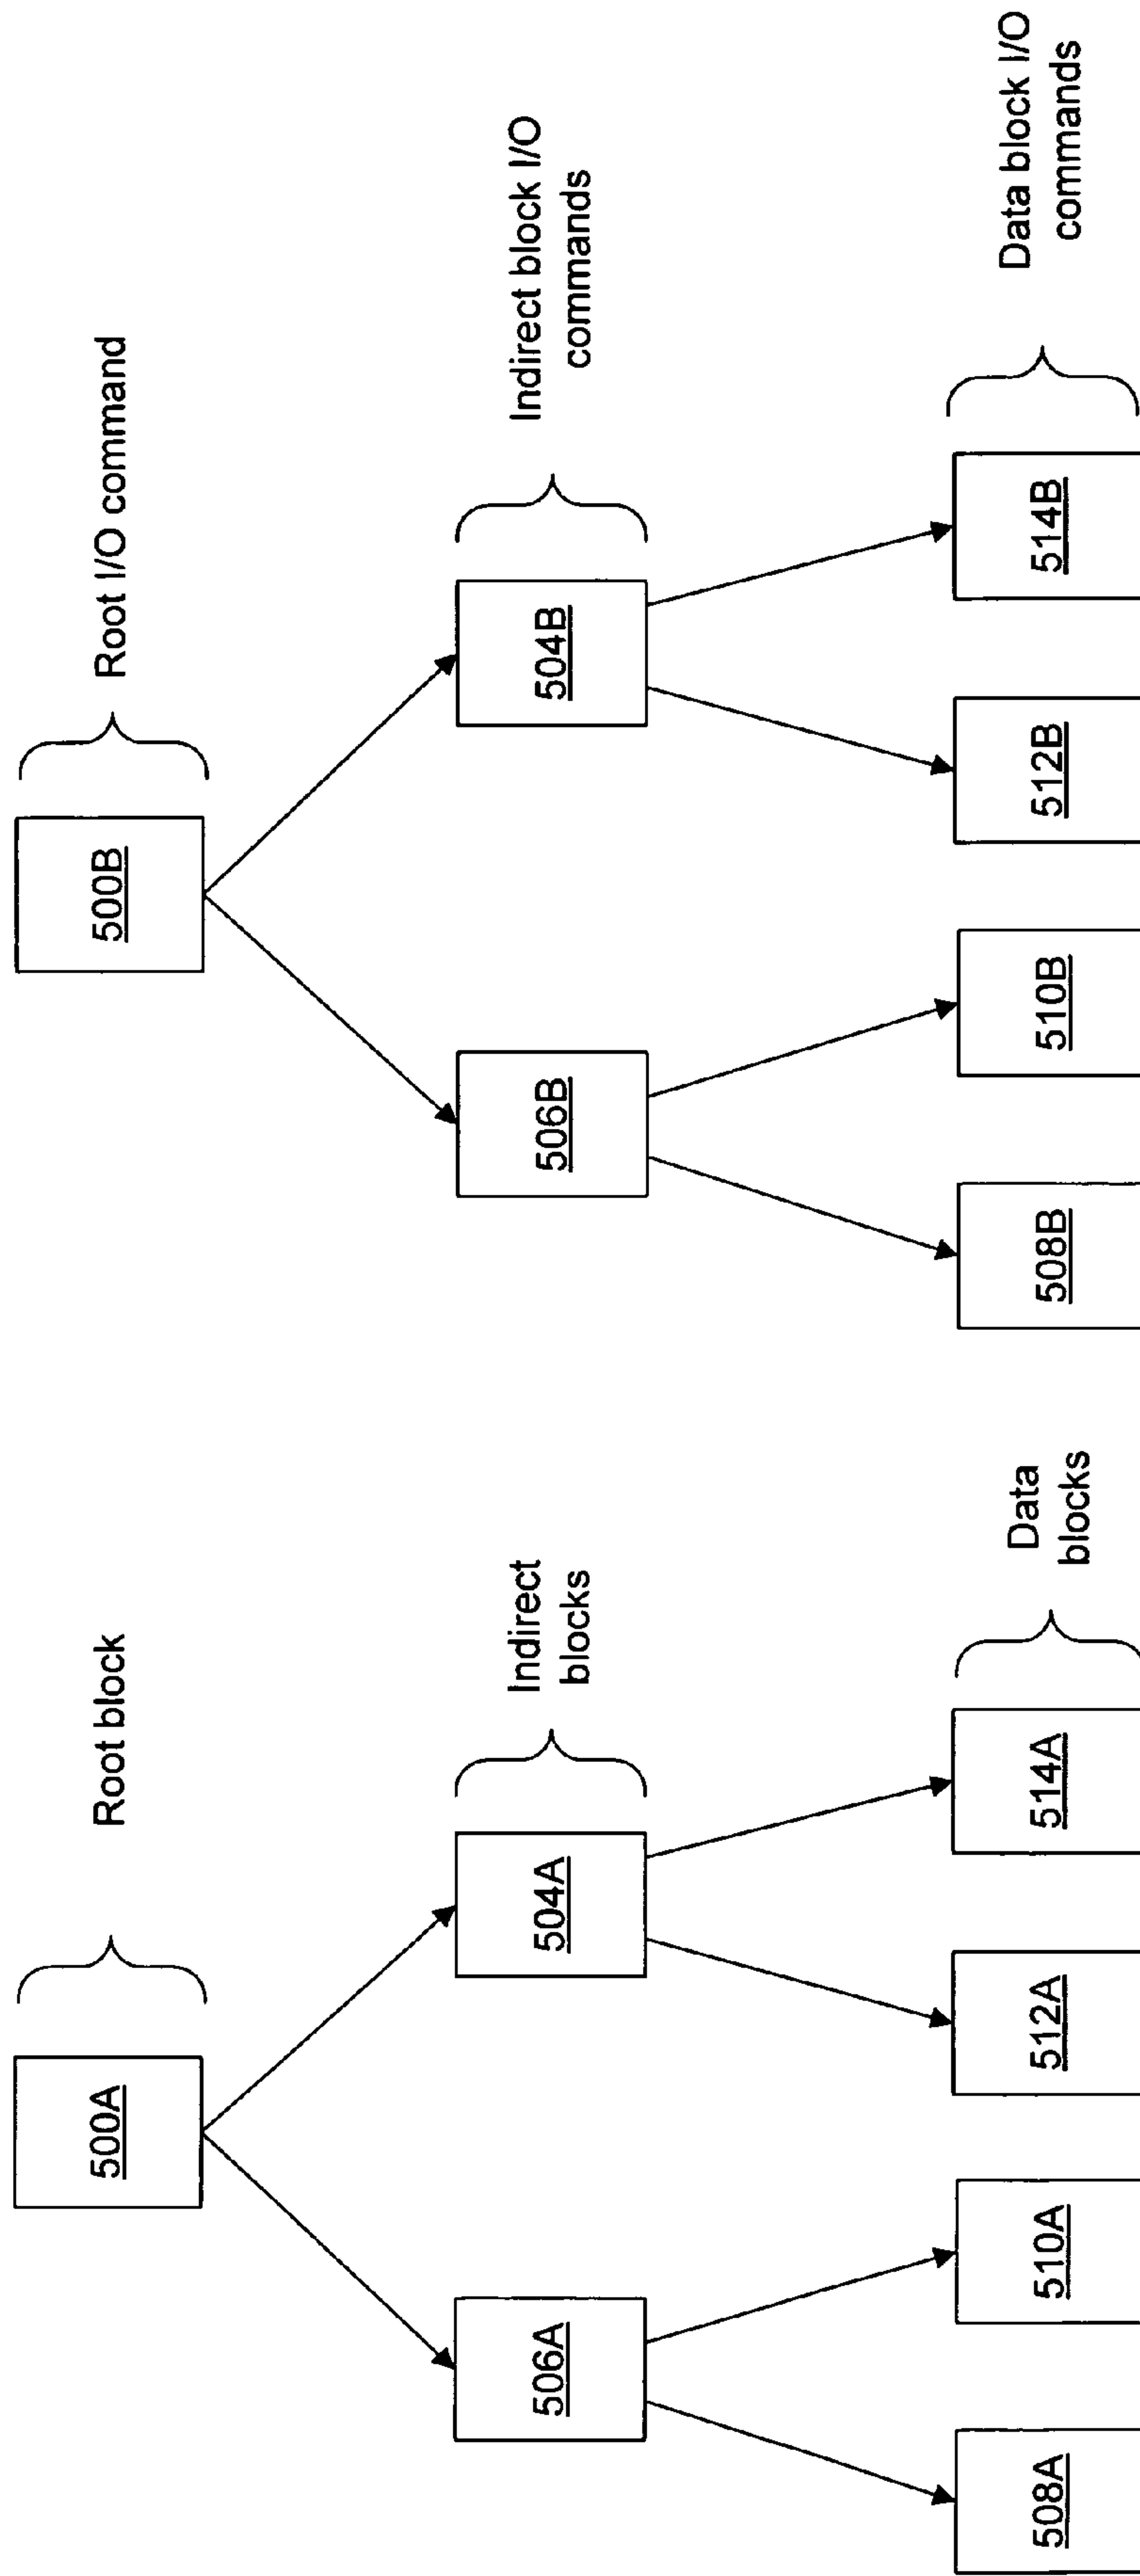 500A
Root block
506A
504A
Indirect
blocks
508A
510A
512A
514A
Data
blocks
500B
Root I/O command
506B
504B
Indirect block I/O
commands
508B
510B
512B
514B
Data block I/O
commands